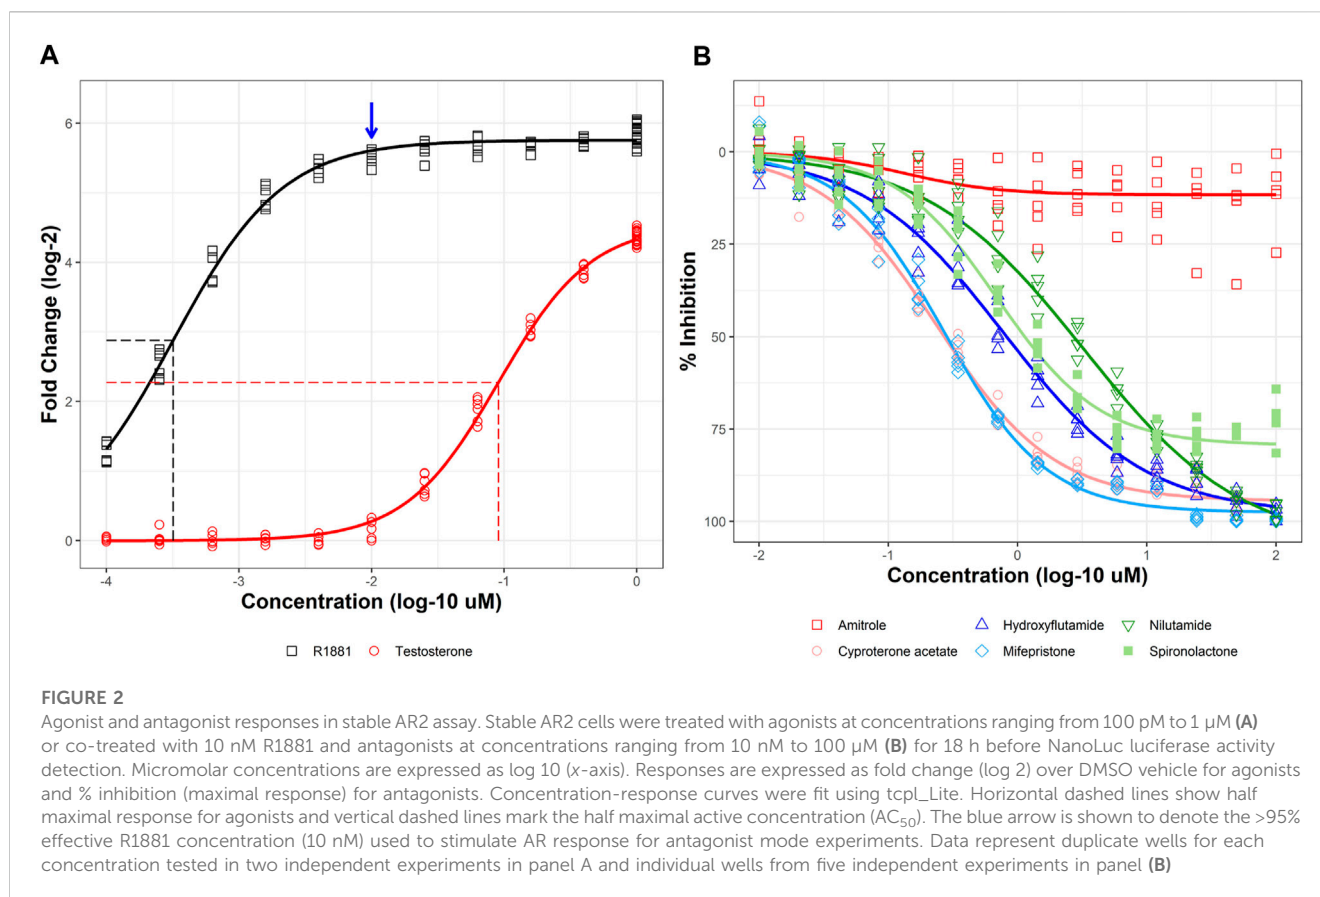 A
B
Fold Change (log-2)
6
4
2
0
-4
-3
-2
-1
0
Concentration (log-10 uM)
R1881
Testosterone
% Inhibition
0
25
50
75
100
-2
-1
0
1
2
Concentration (log-10 uM)
Amitrole
Hydroxyflutamide
Nilutamide
Cyproterone acetate
Mifepristone
Spironolactone
FIGURE 2
Agonist and antagonist responses in stable AR2 assay. Stable AR2 cells were treated with agonists at concentrations ranging from 100 pM to 1 µM (A)
or co-treated with 10 nM R1881 and antagonists at concentrations ranging from 10 nM to 100 µM (B) for 18 h before NanoLuc luciferase activity
detection. Micromolar concentrations are expressed as log 10 (x-axis). Responses are expressed as fold change (log 2) over DMSO vehicle for agonists
and % inhibition (maximal response) for antagonists. Concentration-response curves were fit using tcpl_Lite. Horizontal dashed lines show half
maximal response for agonists and vertical dashed lines mark the half maximal active concentration (AC50). The blue arrow is shown to denote the >95%
effective R1881 concentration (10 nM) used to stimulate AR response for antagonist mode experiments. Data represent duplicate wells for each
concentration tested in two independent experiments in panel A and individual wells from five independent experiments in panel (B)